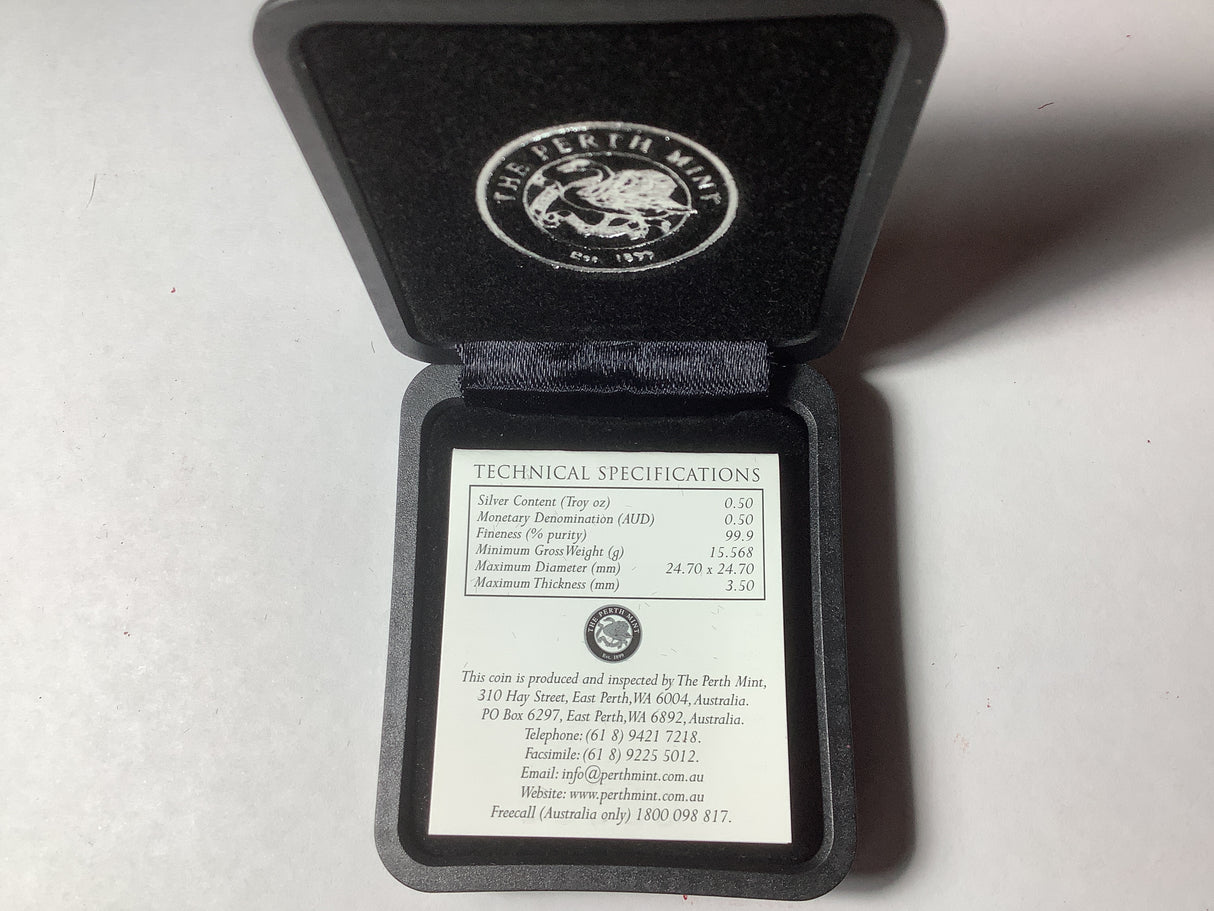 THE PERTH MINT
Est. 1899
TECHNICAL SPECIFICATIONS
Silver Content (Troy oz) 0.50
Monetary Denomination (AUD) 0.50
Fineness (% purity) 99.9
Minimum Gross Weight (g) 15.568
Maximum Diameter (mm) 24.70 x 24.70
Maximum Thickness (mm) 3.50
THE PERTH MINT
Est. 1899
This coin is produced and inspected by The Perth Mint,
310 Hay Street, East Perth, WA 6004, Australia.
PO Box 6297, East Perth, WA 6892, Australia.
Telephone: (61 8) 9421 7218.
Facsimile: (61 8) 9225 5012.
Email: info@perthmint.com.au
Website: www.perthmint.com.au
Freecall (Australia only) 1800 098 817.